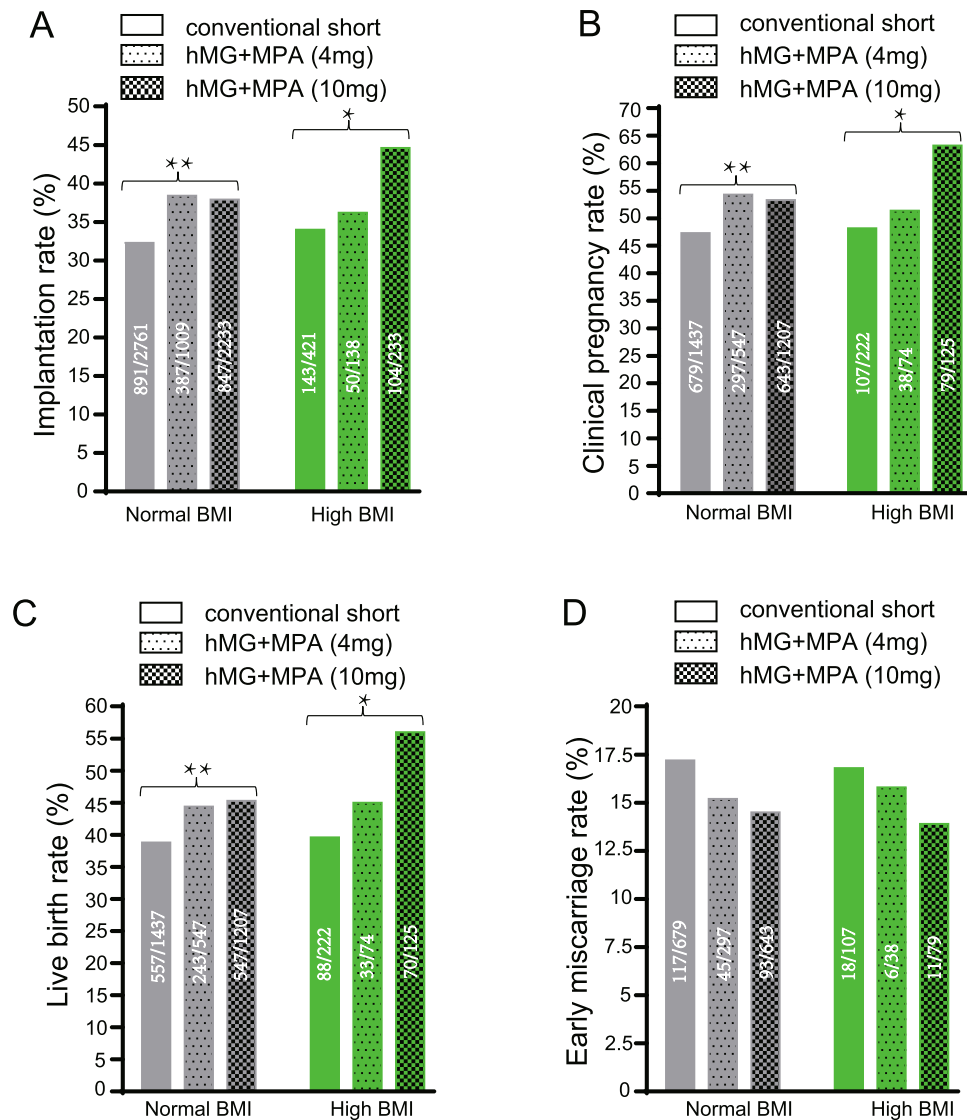 A
conventional short
hMG+MPA (4mg)
hMG+MPA (10mg)
Implantation rate (%)
50
45
40
35
30
25
20
15
10
5
0
**
*
891/2761
387/1009
847/2233
143/421
50/138
104/233
Normal BMI
High BMI
B
conventional short
hMG+MPA (4mg)
hMG+MPA (10mg)
Clinical pregnancy rate (%)
70
65
60
55
50
45
40
35
30
25
20
15
10
5
0
**
*
679/1437
297/547
643/1207
107/222
38/74
79/125
Normal BMI
High BMI
C
conventional short
hMG+MPA (4mg)
hMG+MPA (10mg)
Live birth rate (%)
60
55
50
45
40
35
30
25
20
15
10
5
0
**
*
557/1437
243/547
547/1207
88/222
33/74
70/125
Normal BMI
High BMI
D
conventional short
hMG+MPA (4mg)
hMG+MPA (10mg)
Early miscarriage rate (%)
20
17.5
15
12.5
10
7.5
5
2.5
0
117/679
45/297
93/643
18/107
6/38
11/79
Normal BMI
High BMI